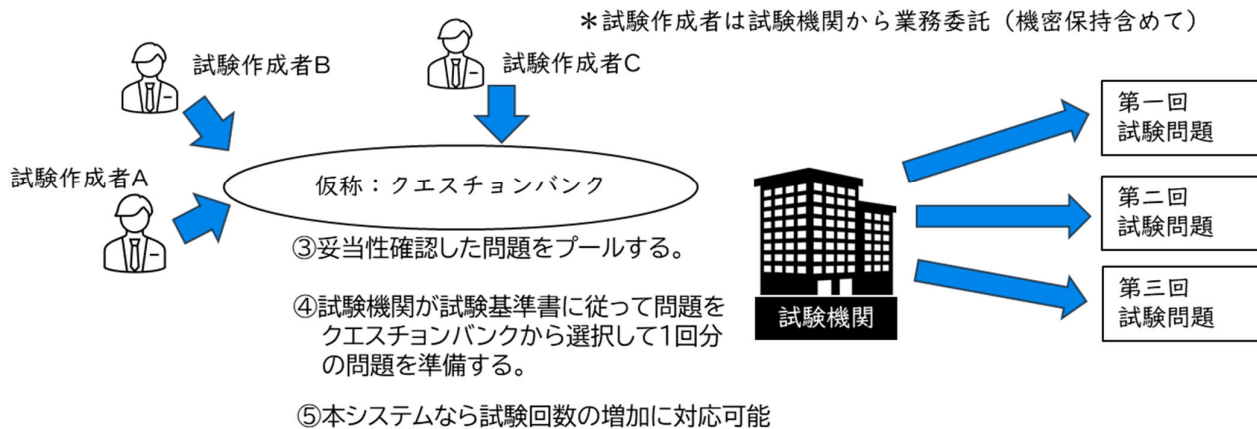 ＊試験作成者は試験機関から業務委託（機密保持含めて）
試験作成者B
試験作成者C
試験作成者A
仮称：クエスチョンバンク
③妥当性確認した問題をプールする。
④試験機関が試験基準書に従って問題を
クエスチョンバンクから選択して1回分
の問題を準備する。
⑤本システムなら試験回数の増加に対応可能
試験機関
第一回
試験問題
第二回
試験問題
第三回
試験問題